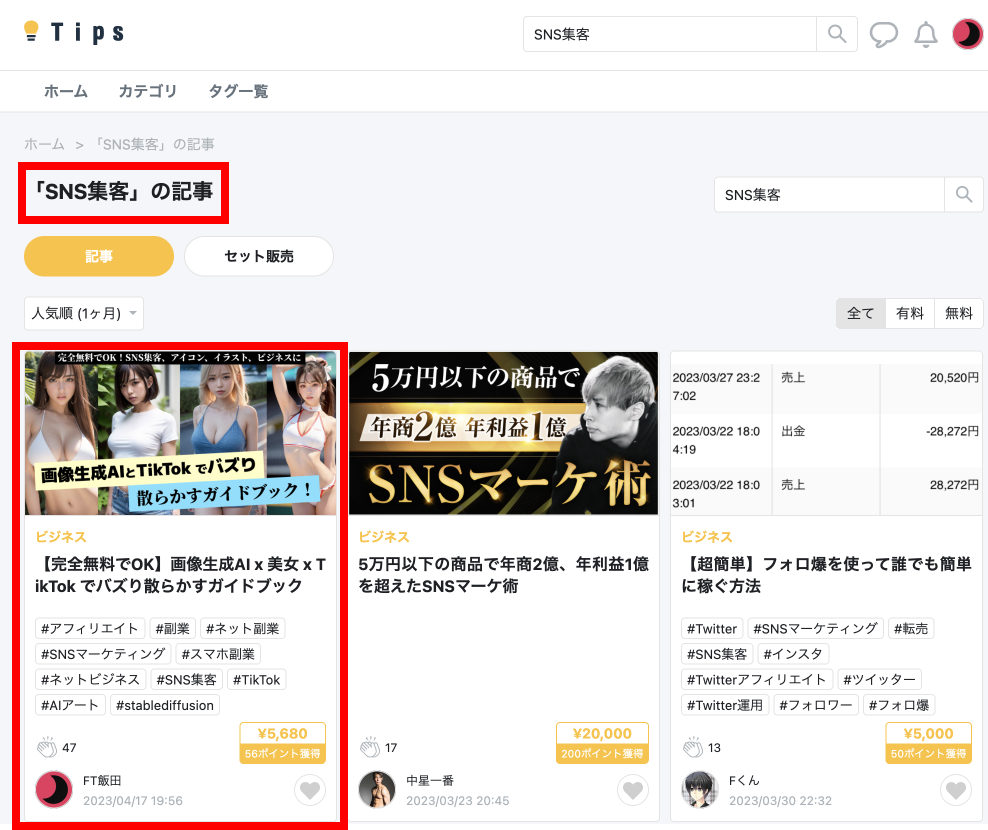 Tips
SNS集客
ホーム カテゴリ タグ一覧
ホーム > 「SNS集客」の記事
「SNS集客」の記事
SNS集客
記事 セット販売
人気順 (1ヶ月)
全て 有料 無料
完全無料でOK！SNS集客、アイコン、イラスト、ビジネスに
画像生成AIとTikTokでバズり
散らかすガイドブック！
ビジネス
【完全無料でOK】画像生成AI x 美女 x T
ikTok でバズり散らかすガイドブック
#アフィリエイト #副業 #ネット副業
#SNSマーケティング #スマホ副業
#ネットビジネス #SNS集客 #TikTok
#AIアート #stablediffusion
47
¥5,680
56ポイント獲得
FT飯田
2023/04/17 19:56
5万円以下の商品で
年商2億 年利益1億
SNSマーケ術
ビジネス
5万円以下の商品で年商2億、年利益1億
を超えたSNSマーケ術
17
¥20,000
200ポイント獲得
中星一番
2023/03/23 20:45
2023/03/27 23:2 売上 20,520円
7:02
2023/03/22 18:0 出金 -28,272円
4:19
2023/03/22 18:0 売上 28,272円
3:01
ビジネス
【超簡単】フォロ爆を使って誰でも簡単
に稼ぐ方法
#Twitter #SNSマーケティング #転売
#SNS集客 #インスタ
#Twitterアフィリエイト #ツイッター
#Twitter運用 #フォロワー #フォロ爆
13
¥5,000
50ポイント獲得
Fくん
2023/03/30 22:32